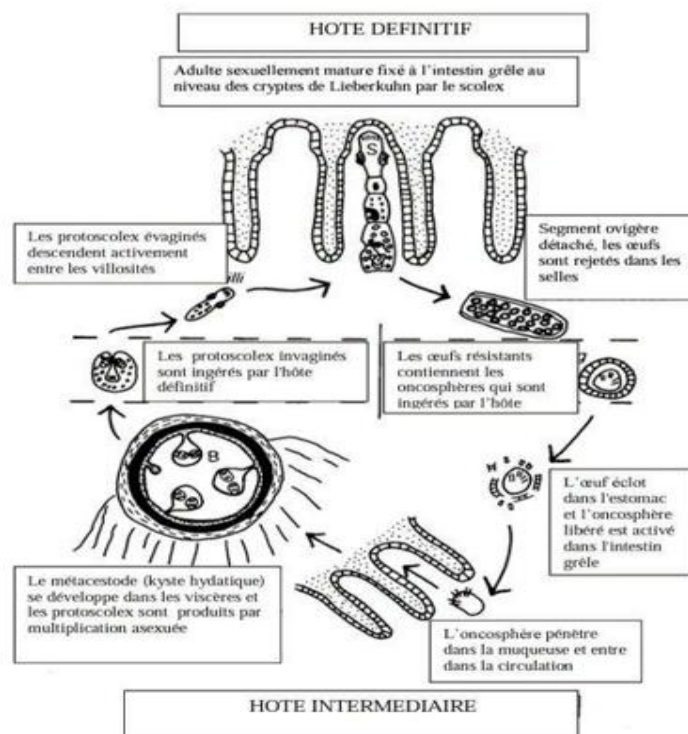 HOTE DEFINITIF
Adulte sexuellement mature fixé à l'intestin grêle au
niveau des cryptes de Lieberkuhn par le scolex
S
Les protoscolex évaginés
descendent activement
entre les villosités
Segment ovigère
détaché, les œufs
sont rejetés dans les
selles
Les protoscolex invaginés
sont ingérés par l'hôte
définitif
Les œufs résistants
contiennent les
oncosphères qui sont
ingérés par l'hôte
B
L'œuf éclot
dans l'estomac
et l'oncosphère
libéré est activé
dans l'intestin
grêle
Le métacestode (kyste hydatique)
se développe dans les viscères et
les protoscolex sont produits par
multiplication asexuée
L'oncosphère pénètre
dans la muqueuse et entre
dans la circulation
HOTE INTERMEDIAIRE